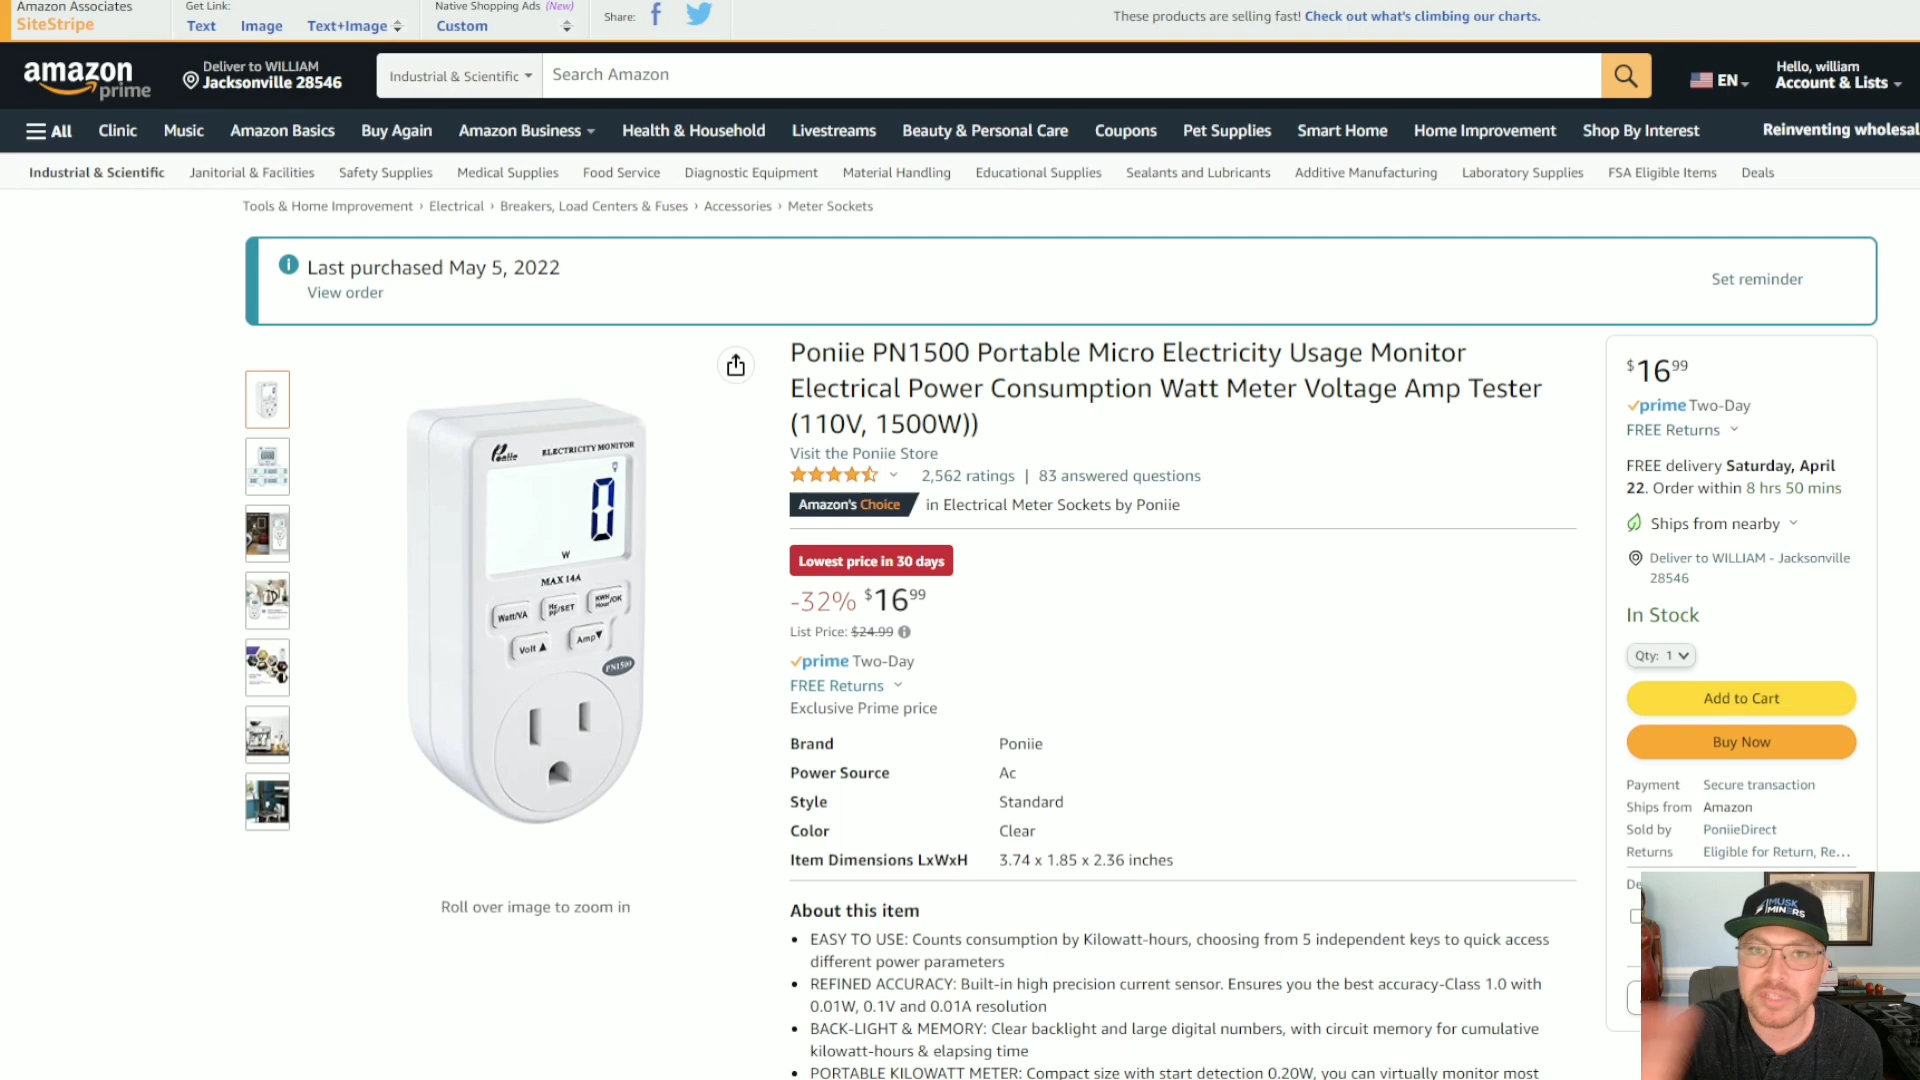 Amazon Associates
SiteStripe
Get Link:
Text Image Text+Image
Native Shopping Ads (New)
Custom
Share:
These products are selling fast! Check out what's climbing our charts.
amazon
prime
Deliver to WILLIAM
Jacksonville 28546
Industrial & Scientific
Search Amazon
EN
Hello, william
Account & Lists
All Clinic Music Amazon Basics Buy Again Amazon Business Health & Household Livestreams Beauty & Personal Care Coupons Pet Supplies Smart Home Home Improvement Shop By Interest Reinventing wholesal
Industrial & Scientific Janitorial & Facilities Safety Supplies Medical Supplies Food Service Diagnostic Equipment Material Handling Educational Supplies Sealants and Lubricants Additive Manufacturing Laboratory Supplies FSA Eligible Items Deals
Tools & Home Improvement › Electrical › Breakers, Load Centers & Fuses › Accessories › Meter Sockets
Last purchased May 5, 2022
View order
Set reminder
Poniie
ELECTRICITY MONITOR
0
W
MAX 14A
Watt/VA
Hz PF/SET
KWH Hour/OK
Volt ▲
Amp▼
PN1500
Roll over image to zoom in
Poniie PN1500 Portable Micro Electricity Usage Monitor
Electrical Power Consumption Watt Meter Voltage Amp Tester
(110V, 1500W))
Visit the Poniie Store
2,562 ratings | 83 answered questions
Amazon's Choice in Electrical Meter Sockets by Poniie
Lowest price in 30 days
-32% $16 99
List Price: $24.99
prime Two-Day
FREE Returns
Exclusive Prime price
Brand Poniie
Power Source Ac
Style Standard
Color Clear
Item Dimensions LxWxH 3.74 x 1.85 x 2.36 inches
About this item
• EASY TO USE: Counts consumption by Kilowatt-hours, choosing from 5 independent keys to quick access
different power parameters
• REFINED ACCURACY: Built-in high precision current sensor. Ensures you the best accuracy-Class 1.0 with
0.01W, 0.1V and 0.01A resolution
• BACK-LIGHT & MEMORY: Clear backlight and large digital numbers, with circuit memory for cumulative
kilowatt-hours & elapsing time
• PORTABLE KILOWATT METER: Compact size with start detection 0.20W, you can virtually monitor most
$16 99
prime Two-Day
FREE Returns
FREE delivery Saturday, April
22. Order within 8 hrs 50 mins
Ships from nearby
Deliver to WILLIAM - Jacksonville
28546
In Stock
Qty: 1
Add to Cart
Buy Now
Payment Secure transaction
Ships from Amazon
Sold by PoniieDirect
Returns Eligible for Return, Re...
De
MUSK
MINERS